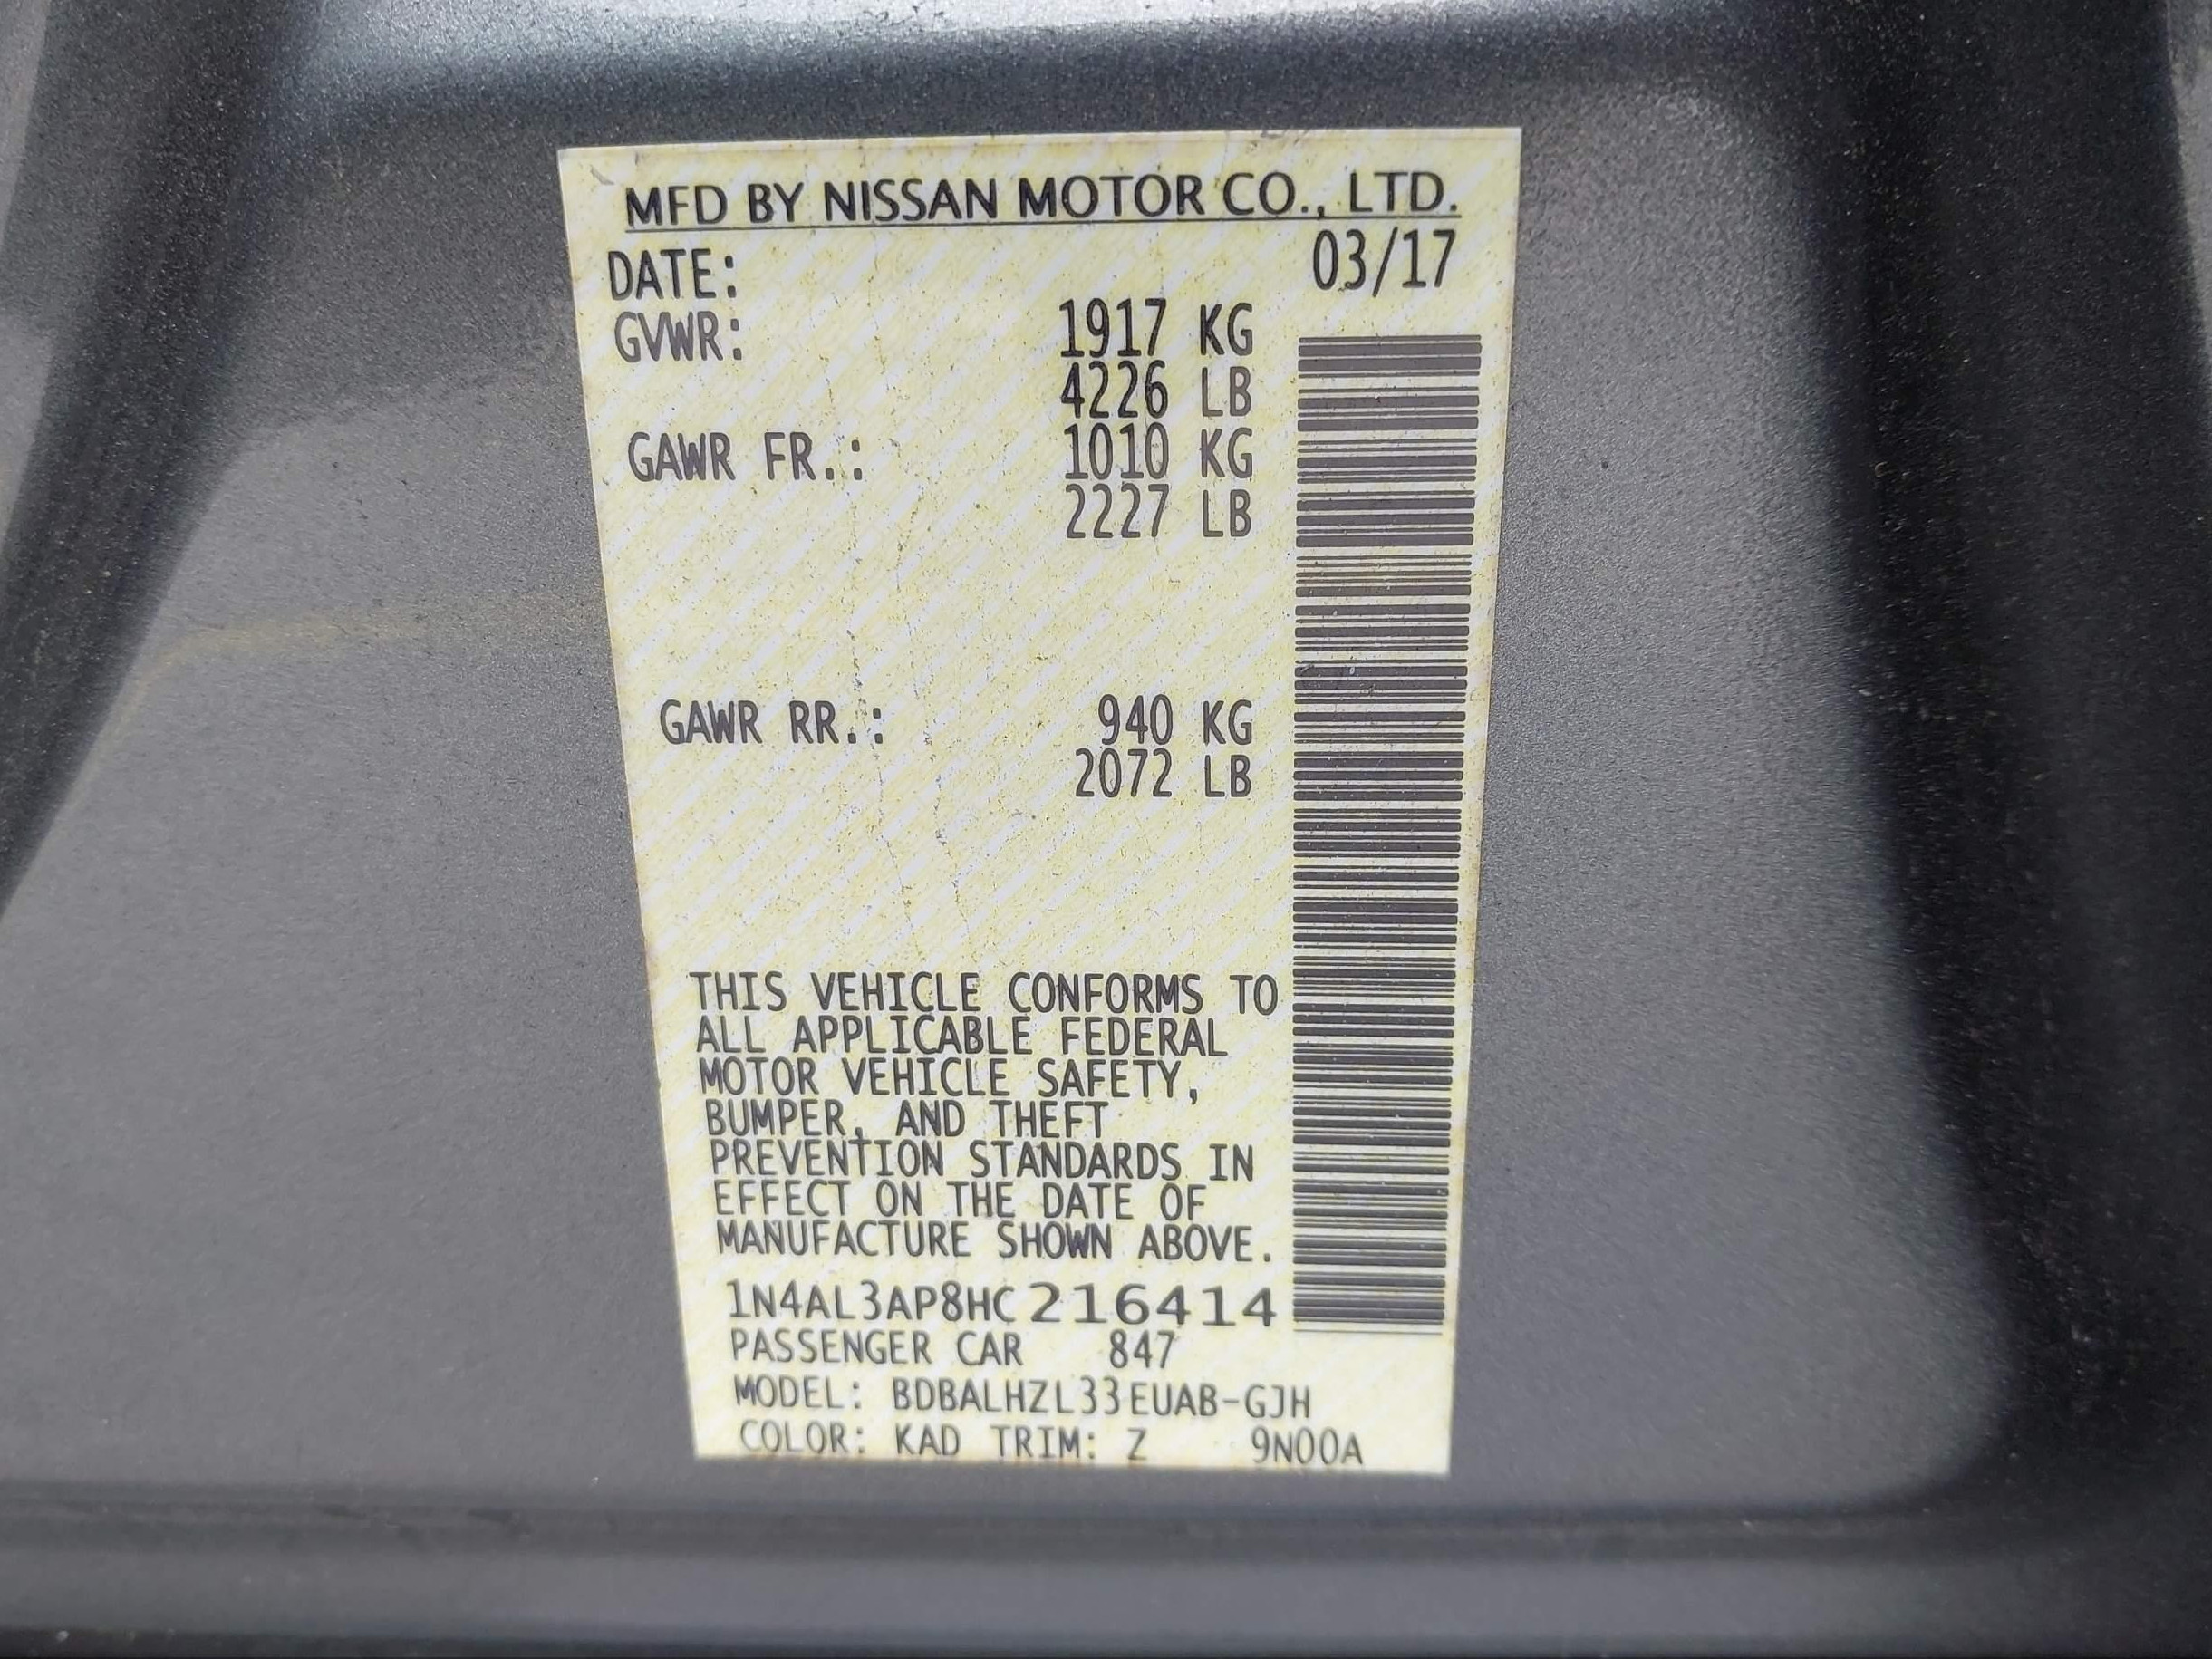 MFD BY NISSAN MOTOR CO., LTD.
DATE: 03/17
GVWR: 1917 KG
4226 LB
GAWR FR.: 1010 KG
2227 LB
GAWR RR.: 940 KG
2072 LB
THIS VEHICLE CONFORMS TO
ALL APPLICABLE FEDERAL
MOTOR VEHICLE SAFETY,
BUMPER, AND THEFT
PREVENTION STANDARDS IN
EFFECT ON THE DATE OF
MANUFACTURE SHOWN ABOVE.
1N4AL3AP8HC216414
PASSENGER CAR 847
MODEL: BDBALHZL33EUAB-GJH
COLOR: KAD TRIM: Z 9N00A